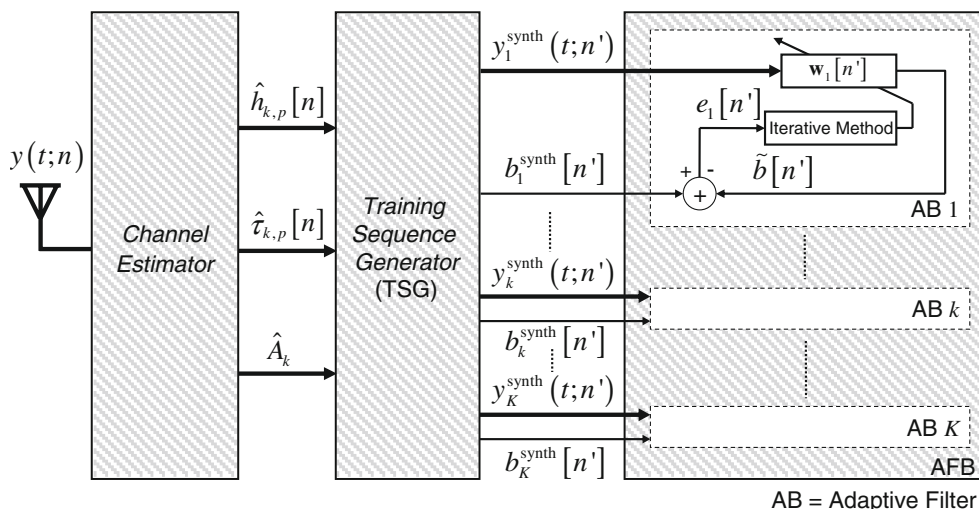 y(t;n)
Channel
Estimator
ĥ_{k,p}[n]
τ̂_{k,p}[n]
Â_k
Training
Sequence
Generator
(TSG)
y_1^{synth}(t;n')
b_1^{synth}[n']
y_k^{synth}(t;n')
b_k^{synth}[n']
y_K^{synth}(t;n')
b_K^{synth}[n']
w_1[n']
e_1[n']
Iterative Method
+ -
+
b̃[n']
AB 1
AB k
AB K
AFB
AB = Adaptive Filter